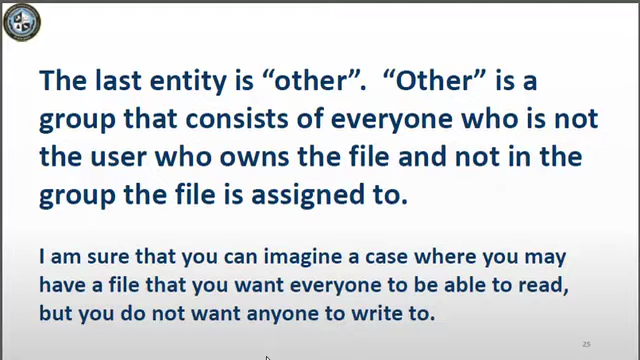 The last entity is “other”.  “Other” is a
group that consists of everyone who is not
the user who owns the file and not in the
group the file is assigned to.
I am sure that you can imagine a case where you may
have a file that you want everyone to be able to read,
but you do not want anyone to write to.
25